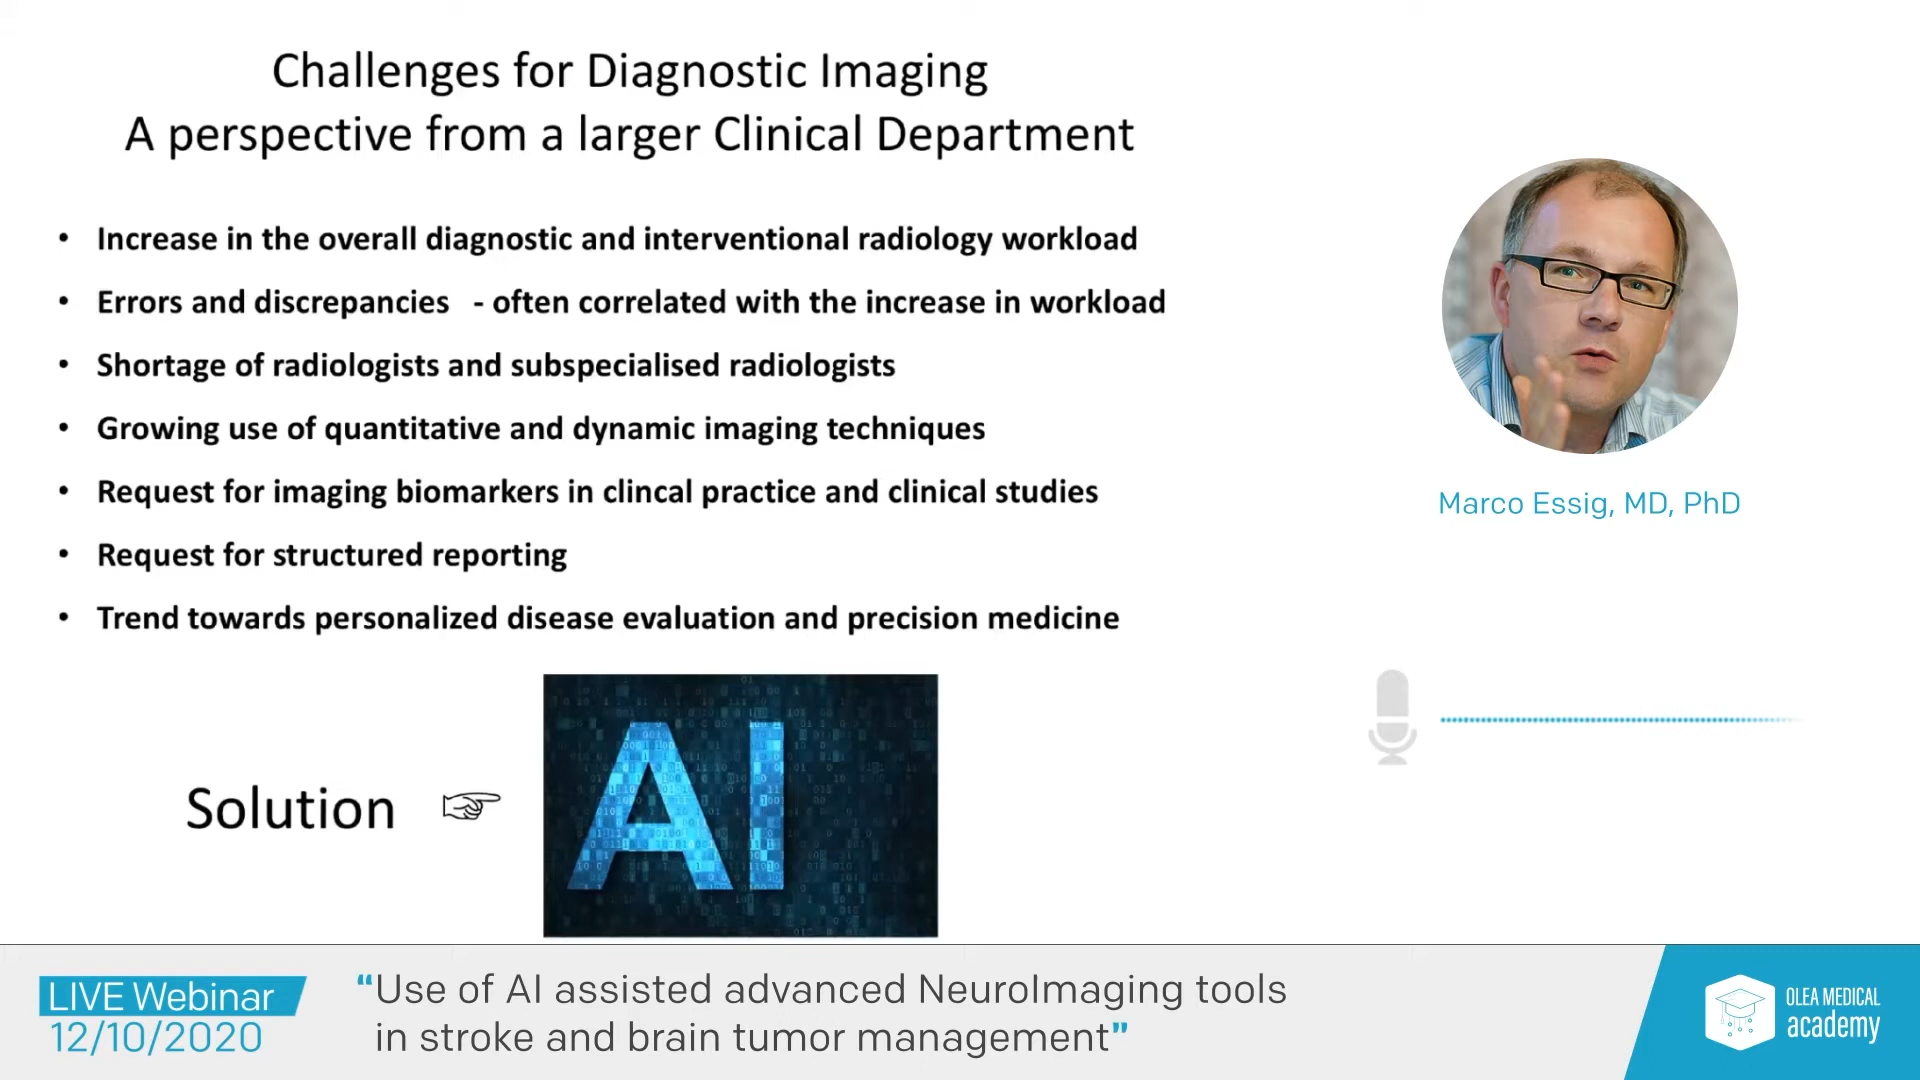 Challenges for Diagnostic Imaging
A perspective from a larger Clinical Department
• Increase in the overall diagnostic and interventional radiology workload
• Errors and discrepancies - often correlated with the increase in workload
• Shortage of radiologists and subspecialised radiologists
• Growing use of quantitative and dynamic imaging techniques
• Request for imaging biomarkers in clincal practice and clinical studies
• Request for structured reporting
• Trend towards personalized disease evaluation and precision medicine
Solution ☞
AI
Marco Essig, MD, PhD
LIVE Webinar
12/10/2020
“Use of AI assisted advanced NeuroImaging tools
in stroke and brain tumor management”
OLEA MEDICAL
academy